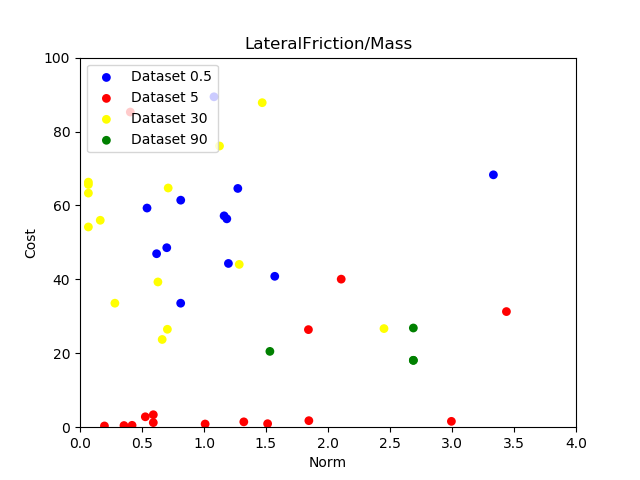 LateralFriction/Mass
100
80
60
40
20
0
Cost
Dataset 0.5
Dataset 5
Dataset 30
Dataset 90
0.0 0.5 1.0 1.5 2.0 2.5 3.0 3.5 4.0
Norm